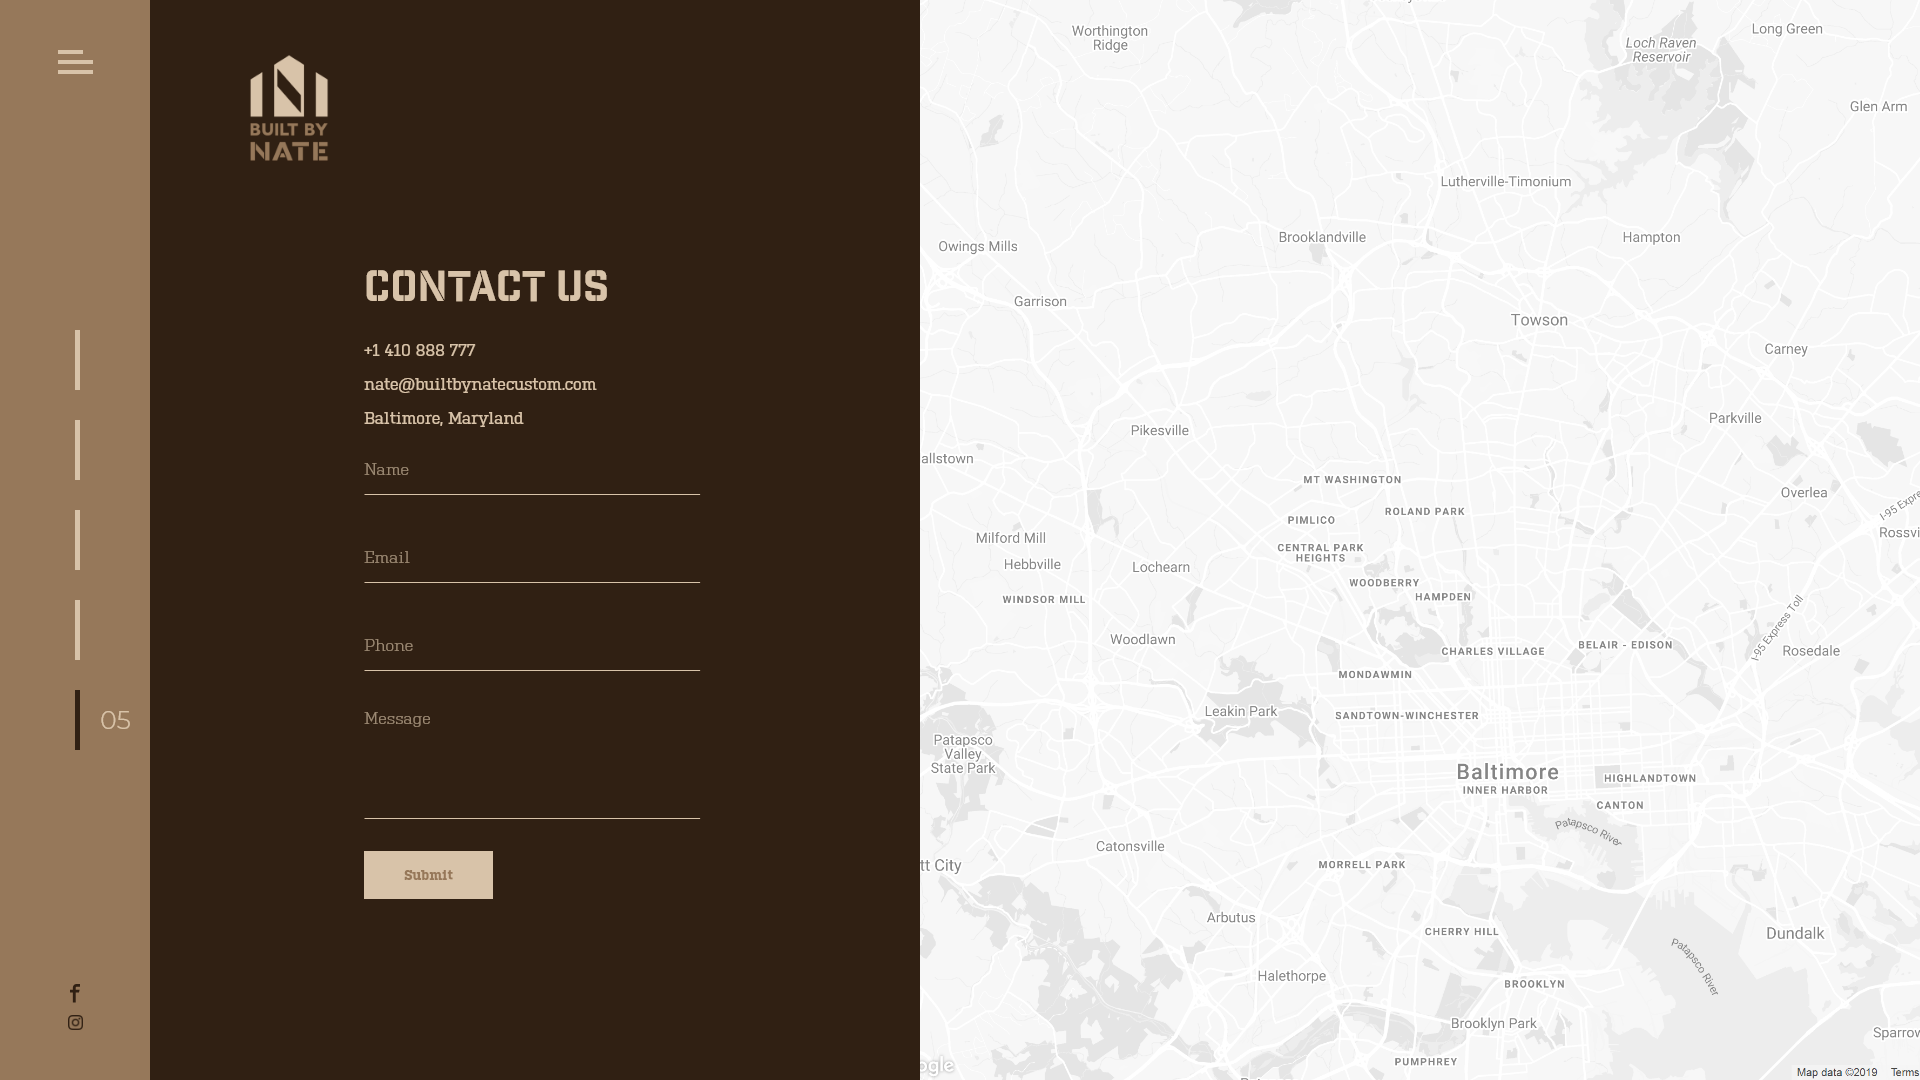 BUILT BY
NATE
CONTACT US
+1 410 888 777
nate@builtbynatecustom.com
Baltimore, Maryland
Name
Email
Phone
Message
Submit
05
Worthington
Ridge
Loch Raven
Reservoir
Long Green
Glen Arm
Lutherville-Timonium
Owings Mills
Brooklandville
Hampton
Garrison
Towson
Carney
Parkville
Pikesville
allstown
MT WASHINGTON
Overlea
I-95 Expre
PIMLICO
ROLAND PARK
Rossvi
Milford Mill
CENTRAL PARK
HEIGHTS
Hebbville
Lochearn
WOODBERRY
WINDSOR MILL
HAMPDEN
I-95 Express Toll
Woodlawn
CHARLES VILLAGE
BELAIR - EDISON
Rosedale
MONDAWMIN
Leakin Park
SANDTOWN-WINCHESTER
Patapsco
Valley
State Park
Baltimore
INNER HARBOR
HIGHLANDTOWN
CANTON
Patapsco River
Catonsville
tt City
MORRELL PARK
Arbutus
CHERRY HILL
Dundalk
Patapsco River
Halethorpe
BROOKLYN
Brooklyn Park
Sparrow
PUMPHREY
ogle
Map data ©2019
Terms